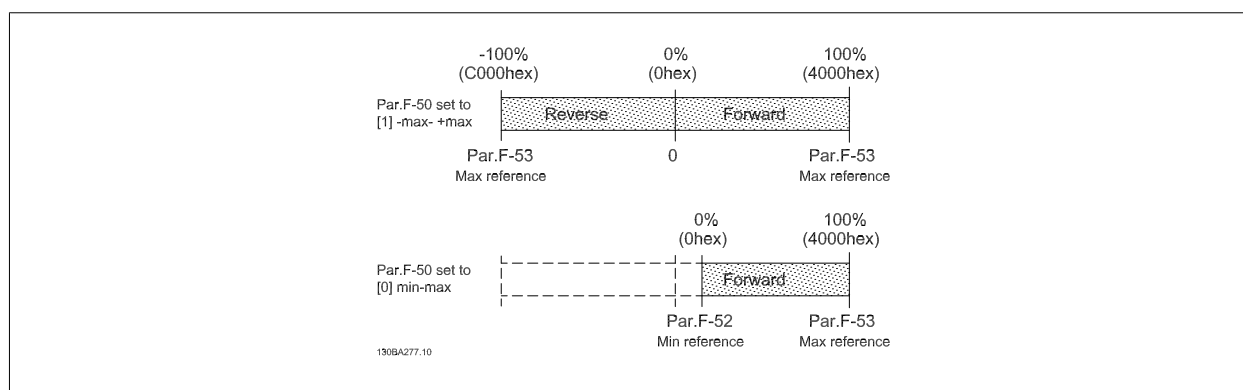 -100% 0% 100%
(C000hex) (0hex) (4000hex)
Par.F-50 set to
[1] -max- +max
Reverse Forward
Par.F-53 0 Par.F-53
Max reference Max reference
0% 100%
(0hex) (4000hex)
Par.F-50 set to
[0] min-max
Forward
Par.F-52 Par.F-53
Min reference Max reference
130BA277.10